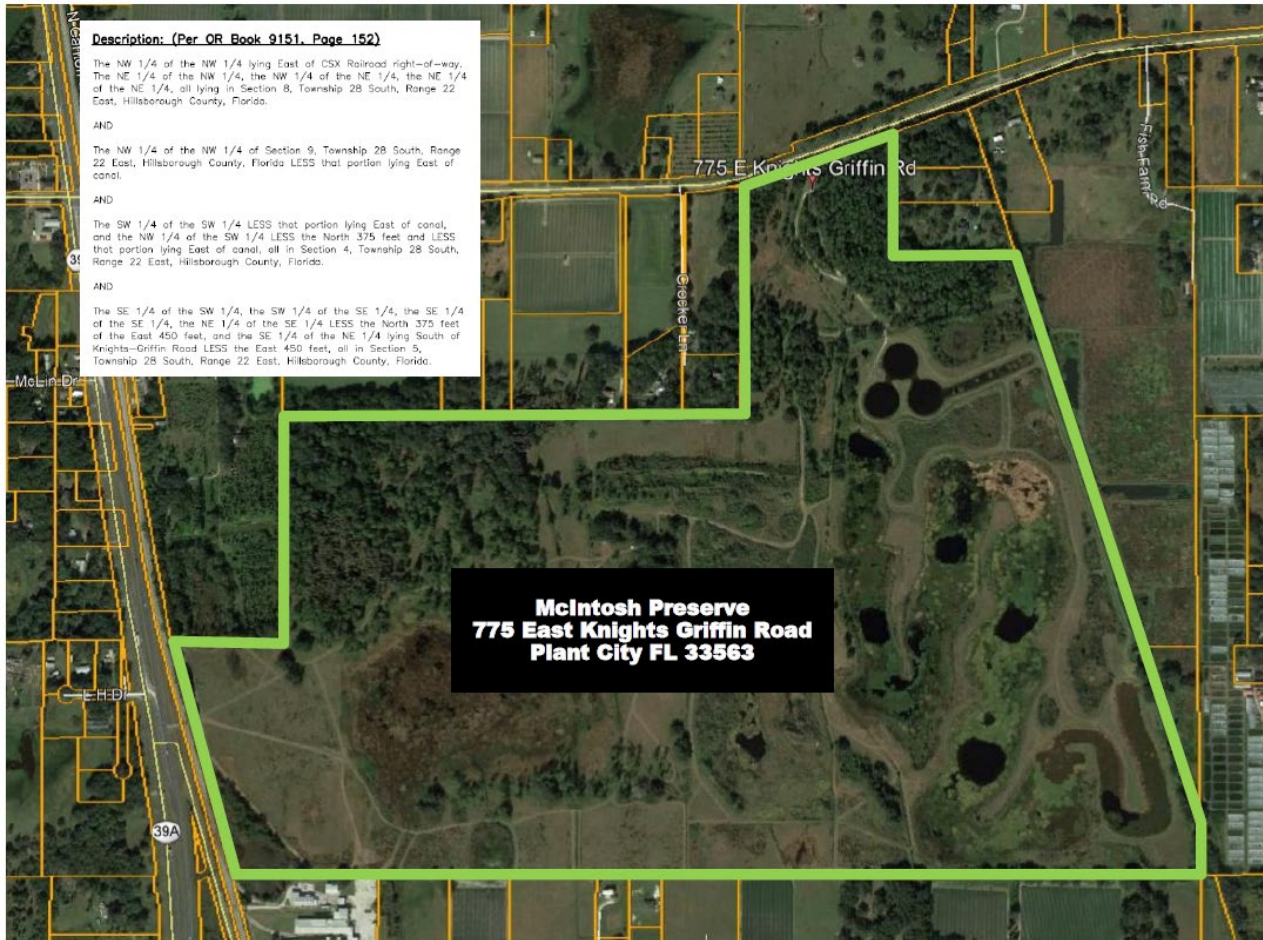 Description: (Per OR Book 9151, Page 152)
The NW 1/4 of the NW 1/4 lying East of CSX Railroad right-of-way.
The NE 1/4 of the NW 1/4, the NW 1/4 of the NE 1/4, the NE 1/4
of the NE 1/4, all lying in Section 8, Township 28 South, Range 22
East, Hillsborough County, Florida.
AND
The NW 1/4 of the NW 1/4 of Section 9, Township 28 South, Range
22 East, Hillsborough County, Florida LESS that portion lying East of
canal.
AND
The SW 1/4 of the SW 1/4 LESS that portion lying East of canal,
and the NW 1/4 of the SW 1/4 LESS the North 375 feet and LESS
that portion lying East of canal, all in Section 4, Township 28 South,
Range 22 East, Hillsborough County, Florida.
AND
The SE 1/4 of the SW 1/4, the SW 1/4 of the SE 1/4, the SE 1/4
of the SE 1/4, the NE 1/4 of the SE 1/4 LESS the North 375 feet
of the East 450 feet, and the SE 1/4 of the NE 1/4 lying South of
Knights-Griffin Road LESS the East 450 feet, all in Section 5,
Township 28 South, Range 22 East, Hillsborough County, Florida.
775 E Knights Griffin Rd
Fish Farm Rd
39
McLin Dr
McIntosh Preserve
775 East Knights Griffin Road
Plant City FL 33563
E H Dr
39A